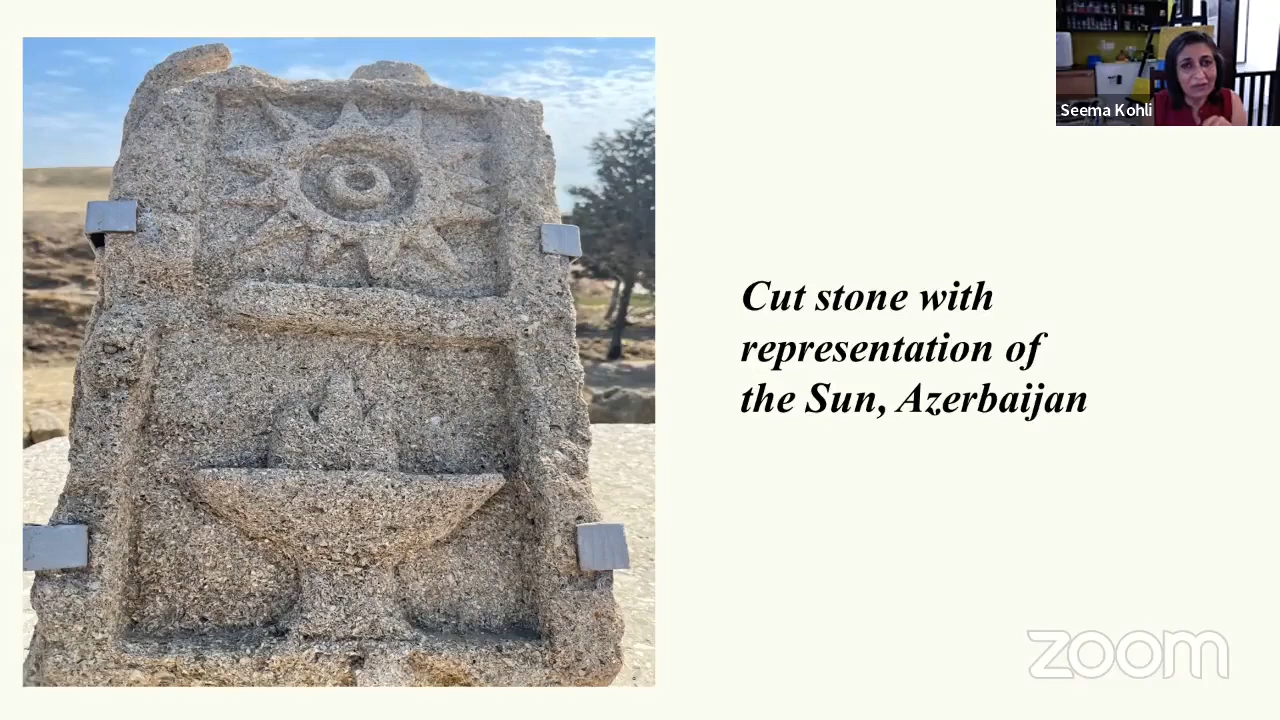 Seema Kohli
Cut stone with
representation of
the Sun, Azerbaijan
zoom